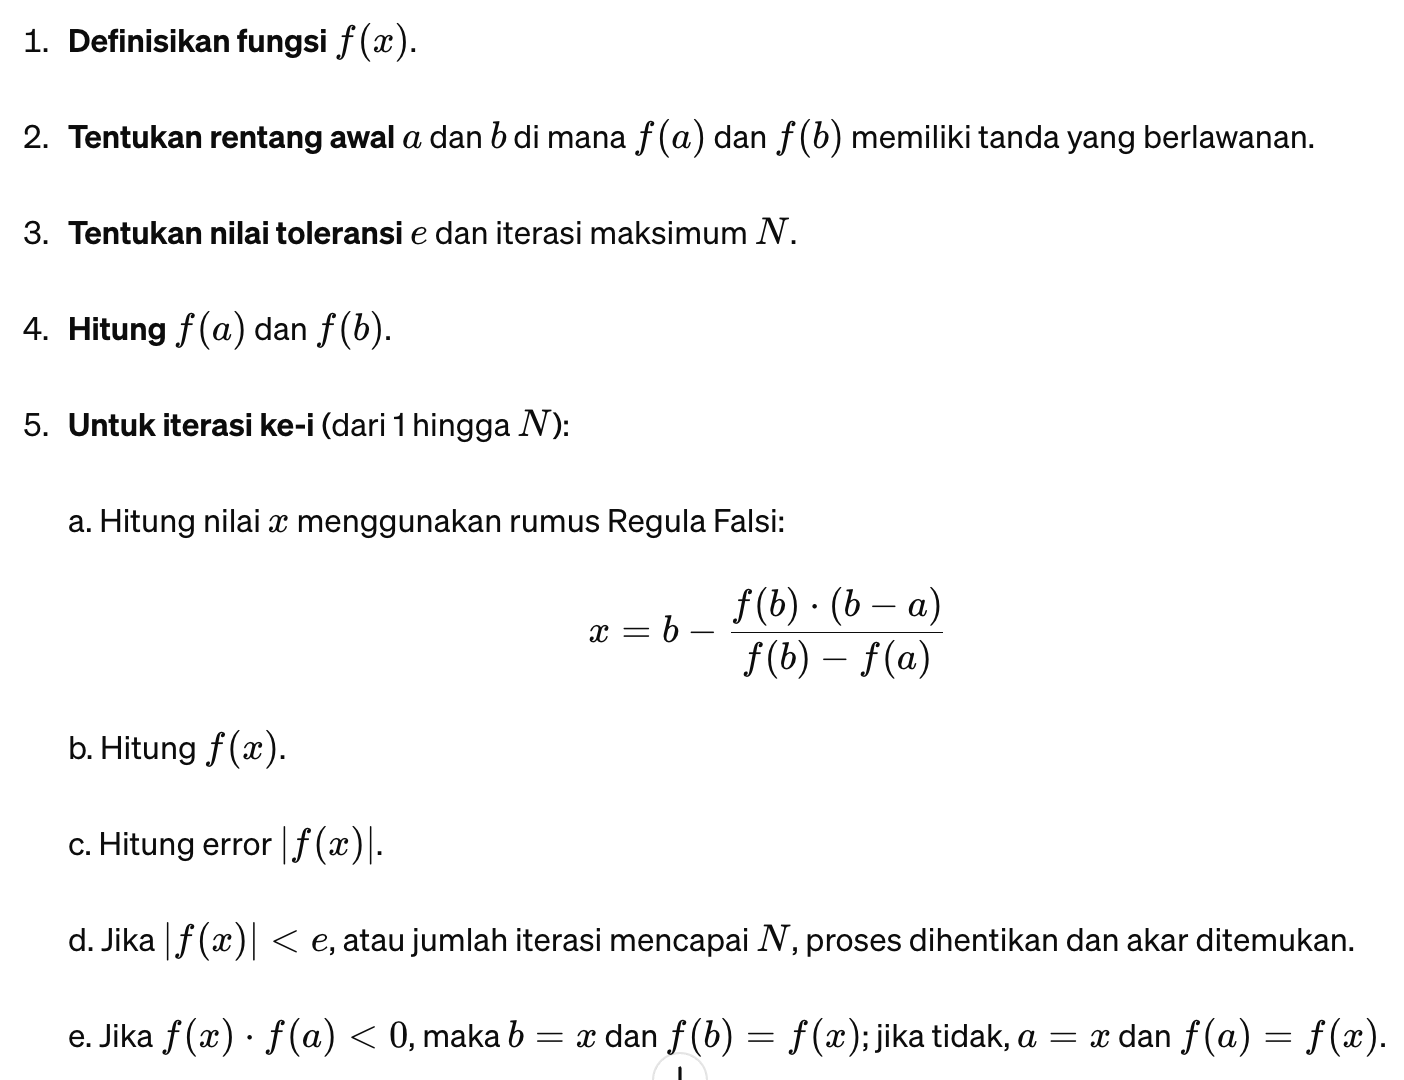 1. Definisikan fungsi f(x).
2. Tentukan rentang awal a dan b di mana f(a) dan f(b) memiliki tanda yang berlawanan.
3. Tentukan nilai toleransi e dan iterasi maksimum N.
4. Hitung f(a) dan f(b).
5. Untuk iterasi ke-i (dari 1 hingga N):
a. Hitung nilai x menggunakan rumus Regula Falsi:
x = b − \frac{f(b) · (b − a)}{f(b) − f(a)}
b. Hitung f(x).
c. Hitung error |f(x)|.
d. Jika |f(x)| < e, atau jumlah iterasi mencapai N, proses dihentikan dan akar ditemukan.
e. Jika f(x) · f(a) < 0, maka b = x dan f(b) = f(x); jika tidak, a = x dan f(a) = f(x).